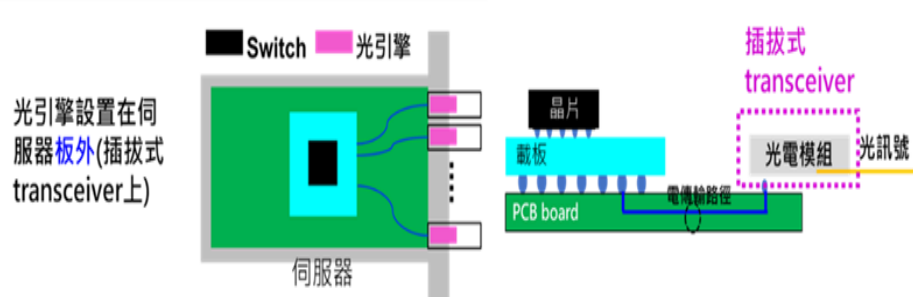 Switch
光引擎
光引擎設置在伺
服器板外(插拔式
transceiver上)
伺服器
插拔式
transceiver
晶片
載板
光電模組
光訊號
電傳輸路徑
PCB board